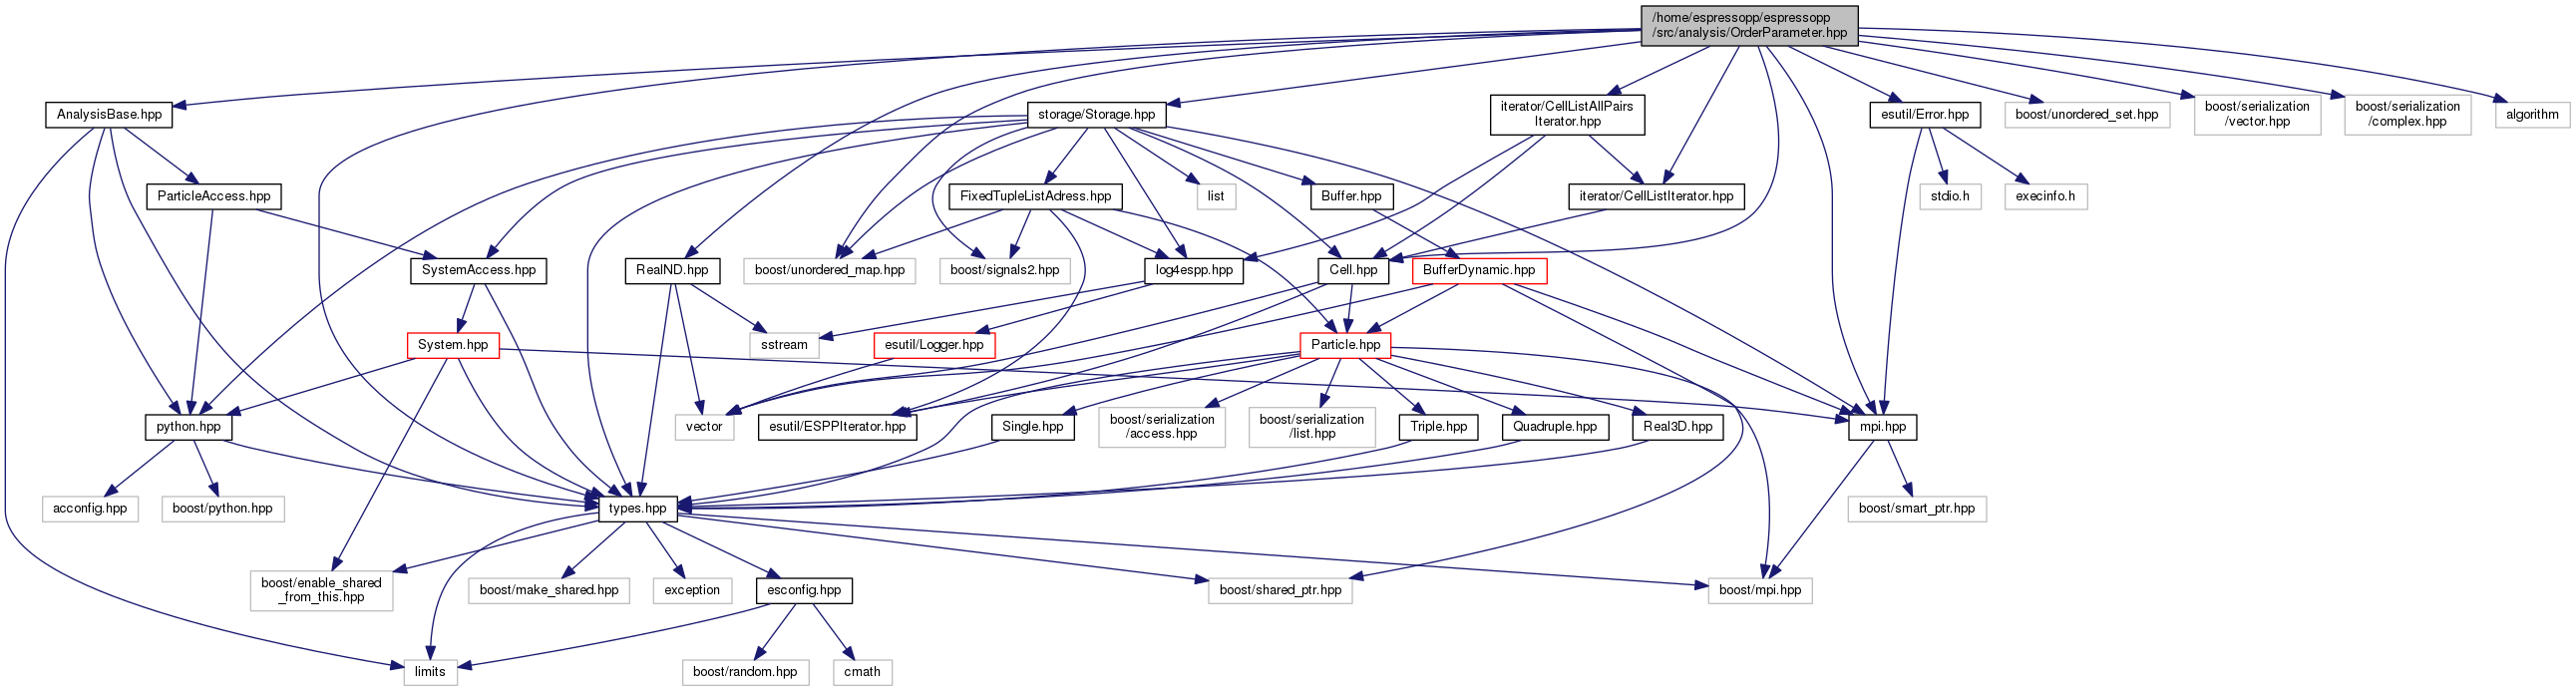 /home/espressopp/espressopp
/src/analysis/OrderParameter.hpp
AnalysisBase.hpp
storage/Storage.hpp
iterator/CellListAllPairs
Iterator.hpp
esutil/Error.hpp
boost/unordered_set.hpp
boost/serialization
/vector.hpp
boost/serialization
/complex.hpp
algorithm
ParticleAccess.hpp
FixedTupleListAdress.hpp
list
Buffer.hpp
iterator/CellListIterator.hpp
stdio.h
execinfo.h
SystemAccess.hpp
RealND.hpp
boost/unordered_map.hpp
boost/signals2.hpp
log4espp.hpp
Cell.hpp
BufferDynamic.hpp
System.hpp
sstream
esutil/Logger.hpp
Particle.hpp
python.hpp
vector
esutil/ESPPIterator.hpp
Single.hpp
boost/serialization
/access.hpp
boost/serialization
/list.hpp
Triple.hpp
Quadruple.hpp
Real3D.hpp
mpi.hpp
acconfig.hpp
boost/python.hpp
types.hpp
boost/smart_ptr.hpp
boost/enable_shared
_from_this.hpp
boost/make_shared.hpp
exception
esconfig.hpp
boost/shared_ptr.hpp
boost/mpi.hpp
limits
boost/random.hpp
cmath